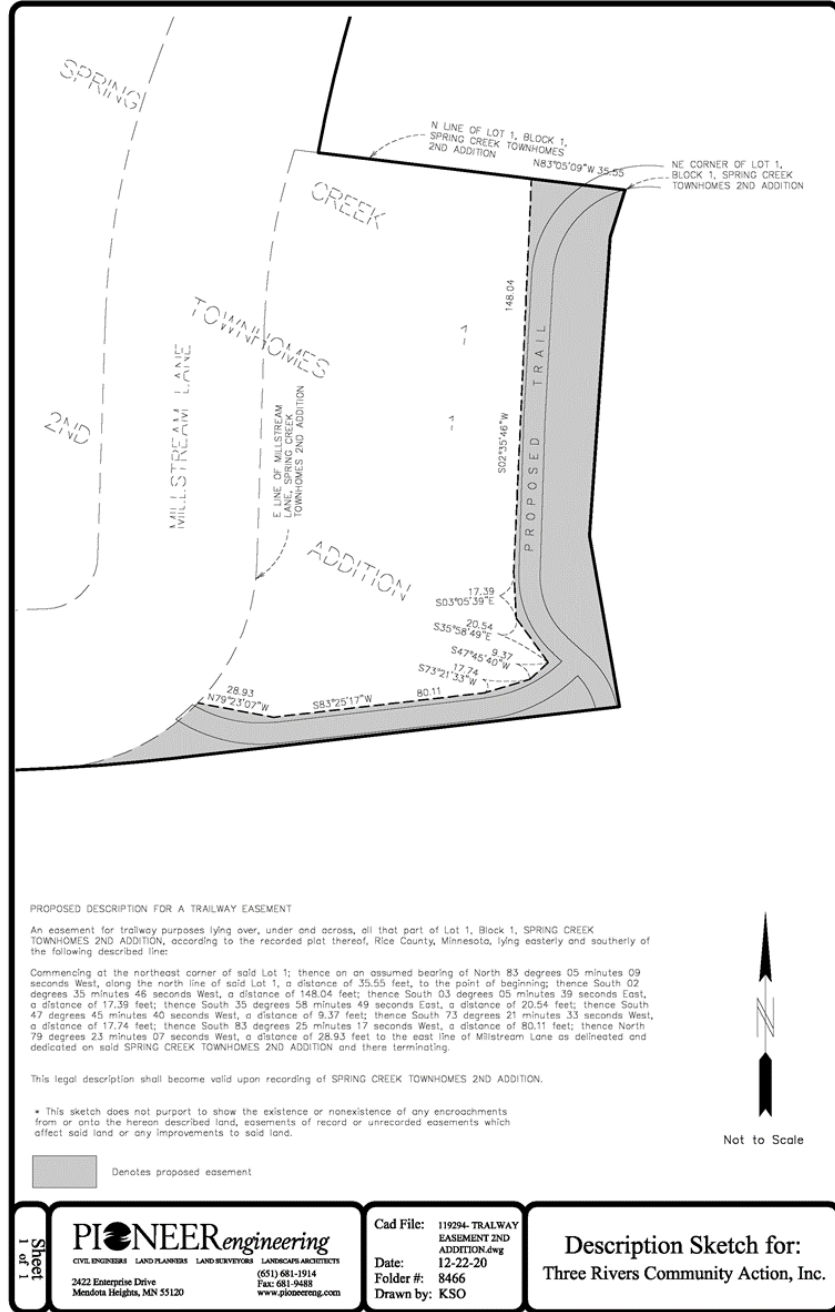 SPRING
N LINE OF LOT 1, BLOCK 1,
SPRING CREEK TOWNHOMES
2ND ADDITION
N83°05'09"W 35.55
NE CORNER OF LOT 1,
BLOCK 1, SPRING CREEK
TOWNHOMES 2ND ADDITION
CREEK
148.04
TOWNHOMES
1
1
2ND
MILLSTREAM LANE
E LINE OF MILLSTREAM
LANE, SPRING CREEK
TOWNHOMES 2ND ADDITION
S02°35'46"W
PROPOSED TRAIL
ADDITION
17.39
S03°05'39"E
20.54
S35°58'49"E
9.37
S47°45'40"W
17.74
S73°21'33"W
28.93
N79°23'07"W
S83°25'17"W
80.11
PROPOSED DESCRIPTION FOR A TRAILWAY EASEMENT
An easement for trailway purposes lying over, under and across, all that part of Lot 1, Block 1, SPRING CREEK
TOWNHOMES 2ND ADDITION, according to the recorded plat thereof, Rice County, Minnesota, lying easterly and southerly of
the following described line:
Commencing at the northeast corner of said Lot 1; thence on an assumed bearing of North 83 degrees 05 minutes 09
seconds West, along the north line of said Lot 1, a distance of 35.55 feet, to the point of beginning; thence South 02
degrees 35 minutes 46 seconds West, a distance of 148.04 feet; thence South 03 degrees 05 minutes 39 seconds East,
a distance of 17.39 feet; thence South 35 degrees 58 minutes 49 seconds East, a distance of 20.54 feet; thence South
47 degrees 45 minutes 40 seconds West, a distance of 9.37 feet; thence South 73 degrees 21 minutes 33 seconds West,
a distance of 17.74 feet; thence South 83 degrees 25 minutes 17 seconds West, a distance of 80.11 feet; thence North
79 degrees 23 minutes 07 seconds West, a distance of 28.93 feet to the east line of Millstream Lane as delineated and
dedicated on said SPRING CREEK TOWNHOMES 2ND ADDITION and there terminating.
This legal description shall become valid upon recording of SPRING CREEK TOWNHOMES 2ND ADDITION.
* This sketch does not purport to show the existence or nonexistence of any encroachments
from or onto the hereon described land, easements of record or unrecorded easements which
affect said land or any improvements to said land.
N
Not to Scale
Denotes proposed easement
Sheet
1 of 1
PIONEER engineering
CIVIL ENGINEERS LAND PLANNERS LAND SURVEYORS LANDSCAPE ARCHITECTS
2422 Enterprise Drive
Mendota Heights, MN 55120
(651) 681-1914
Fax: 681-9488
www.pioneereng.com
Cad File: 119294- TRALWAY
EASEMENT 2ND
ADDITION.dwg
Date: 12-22-20
Folder #: 8466
Drawn by: KSO
Description Sketch for:
Three Rivers Community Action, Inc.